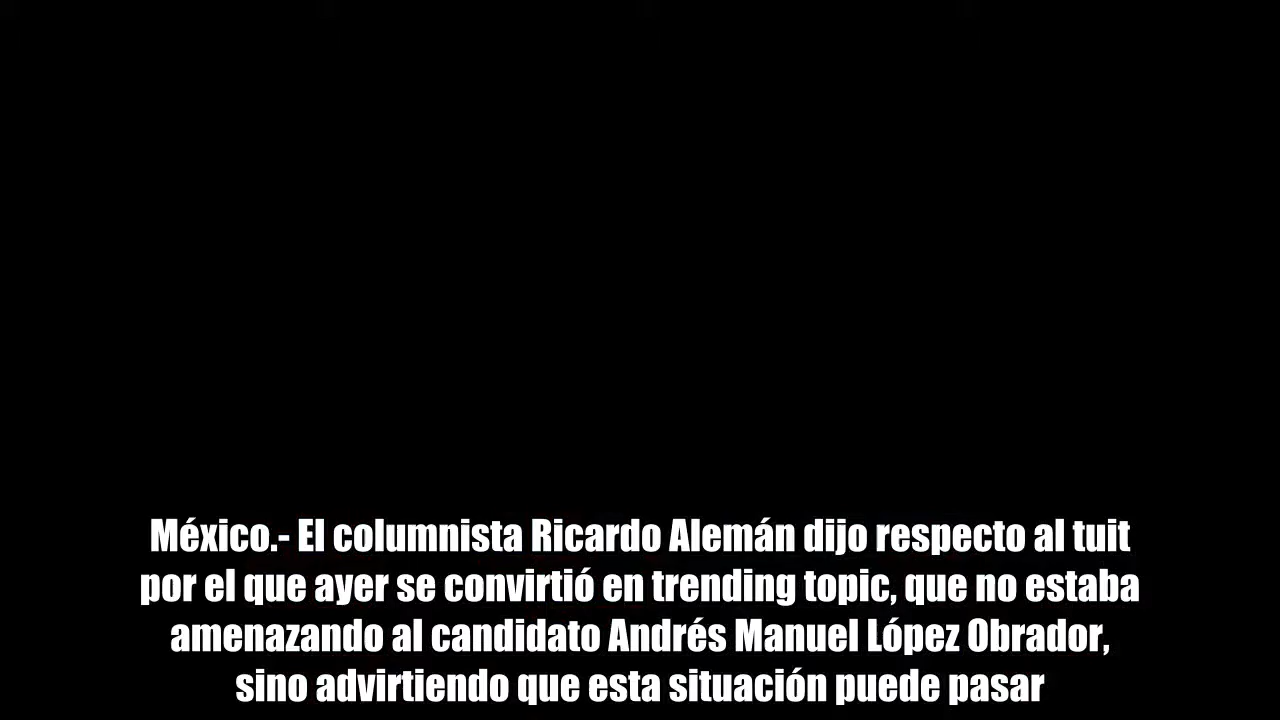 México.- El columnista Ricardo Alemán dijo respecto al tuit
por el que ayer se convirtió en trending topic, que no estaba
amenazando al candidato Andrés Manuel López Obrador,
sino advirtiendo que esta situación puede pasar